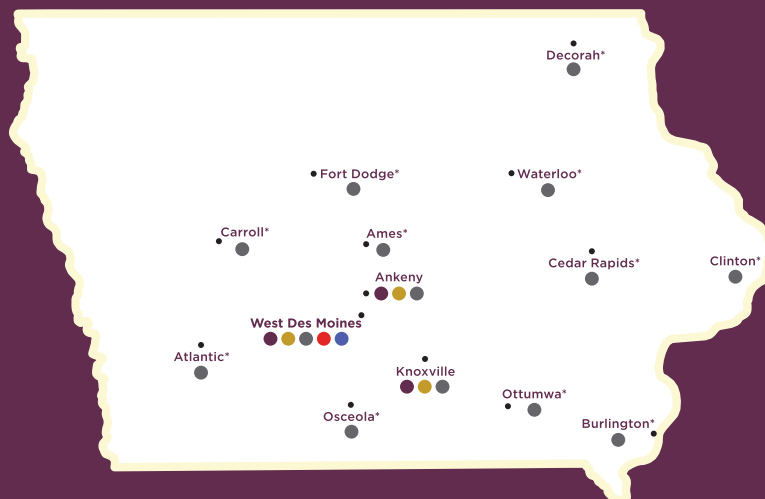 Decorah*
Fort Dodge*
Waterloo*
Carroll*
Ames*
Cedar Rapids*
Clinton*
Ankeny
West Des Moines
Atlantic*
Knoxville
Ottumwa*
Osceola*
Burlington*